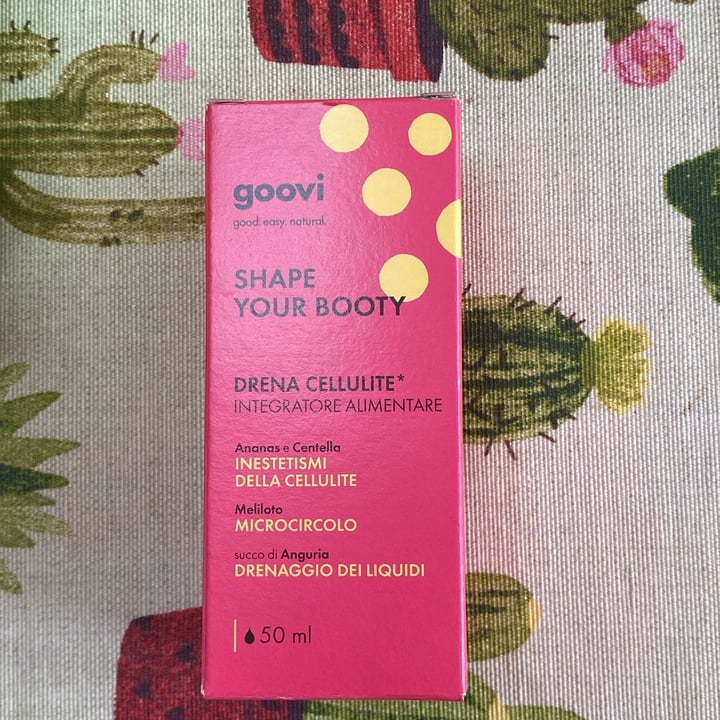 goovi
good. easy. natural.
SHAPE
YOUR BOOTY
DRENA CELLULITE*
INTEGRATORE ALIMENTARE
Ananas e Centella
INESTETISMI
DELLA CELLULITE
Meliloto
MICROCIRCOLO
succo di Anguria
DRENAGGIO DEI LIQUIDI
50 ml